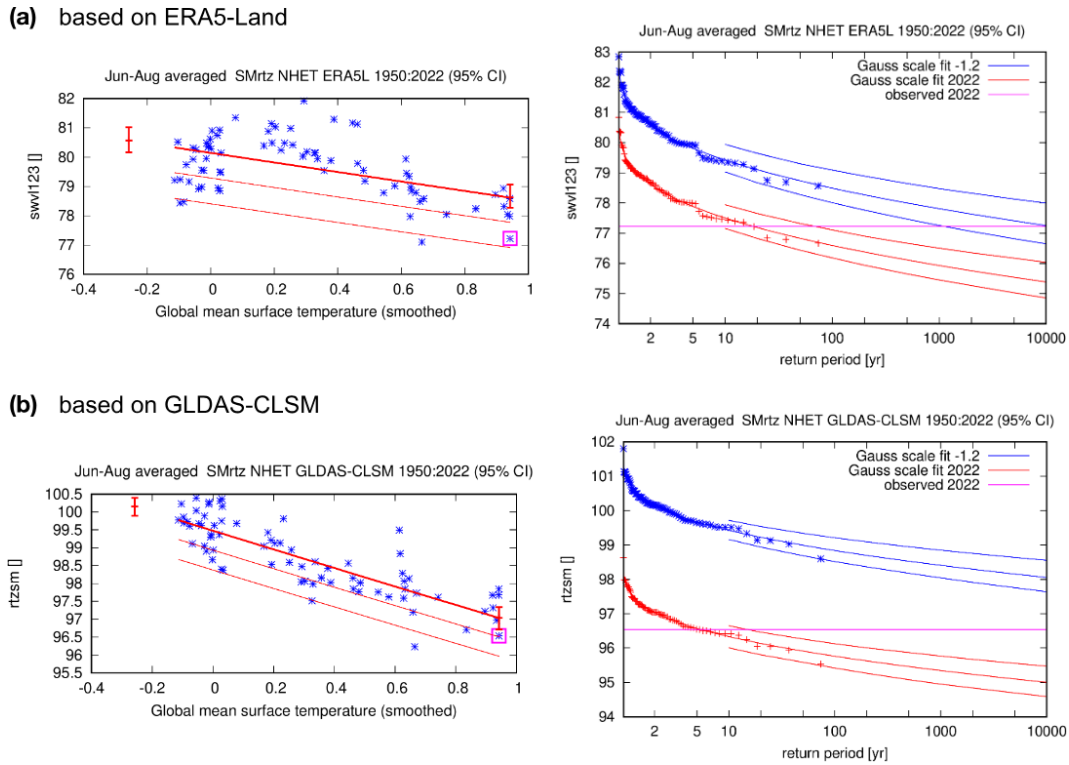 (a) based on ERA5-Land
Jun-Aug averaged SMrtz NHET ERA5L 1950:2022 (95% CI)
82
81
80
79
78
77
76
swvl123 []
-0.4 -0.2 0 0.2 0.4 0.6 0.8 1
Global mean surface temperature (smoothed)
Jun-Aug averaged SMrtz NHET ERA5L 1950:2022 (95% CI)
Gauss scale fit -1.2
Gauss scale fit 2022
observed 2022
83
82
81
80
79
78
77
76
75
74
swvl123 []
2 5 10 100 1000 10000
return period [yr]
(b) based on GLDAS-CLSM
Jun-Aug averaged SMrtz NHET GLDAS-CLSM 1950:2022 (95% CI)
100.5
100
99.5
99
98.5
98
97.5
97
96.5
96
95.5
rtzsm []
-0.4 -0.2 0 0.2 0.4 0.6 0.8 1
Global mean surface temperature (smoothed)
Jun-Aug averaged SMrtz NHET GLDAS-CLSM 1950:2022 (95% CI)
Gauss scale fit -1.2
Gauss scale fit 2022
observed 2022
102
101
100
99
98
97
96
95
94
rtzsm []
2 5 10 100 1000 10000
return period [yr]